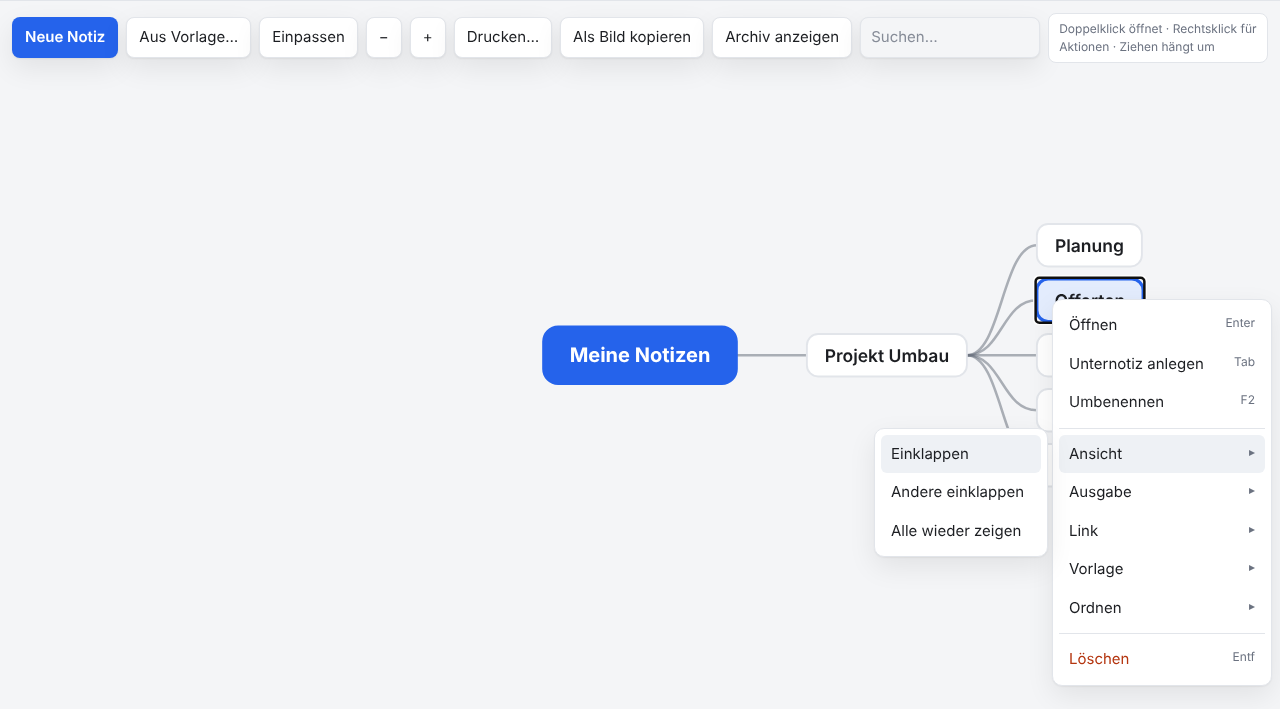 Neue Notiz
Aus Vorlage...
Einpassen
−
+
Drucken...
Als Bild kopieren
Archiv anzeigen
Suchen...
Doppelklick öffnet · Rechtsklick für
Aktionen · Ziehen hängt um
Planung
Meine Notizen
Projekt Umbau
Öffnen Enter
Unternotiz anlegen Tab
Umbenennen F2
Ansicht ▸
Ausgabe ▸
Link ▸
Vorlage ▸
Ordnen ▸
Löschen Entf
Einklappen
Andere einklappen
Alle wieder zeigen